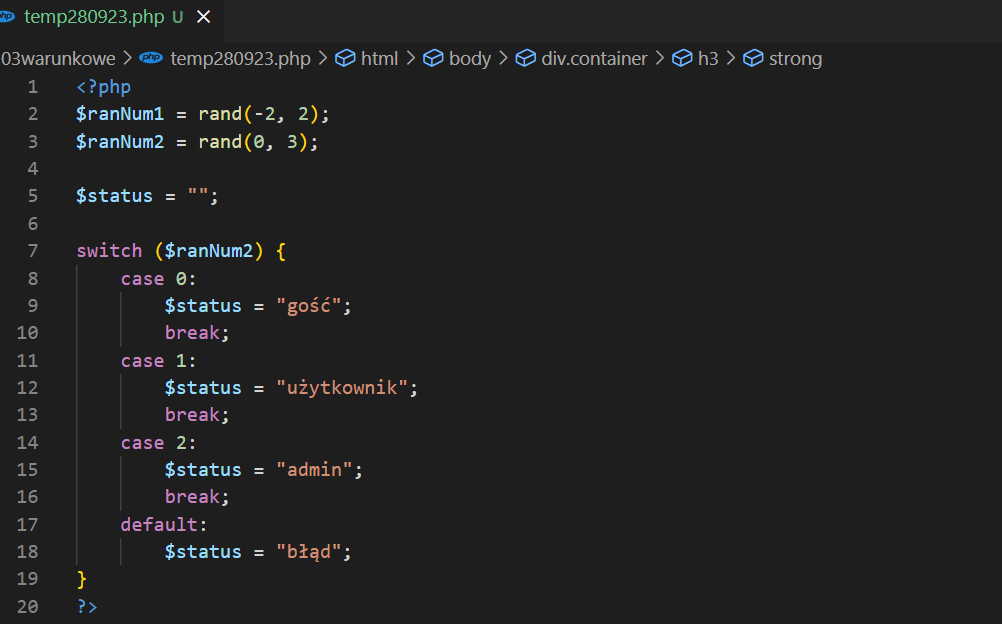 php temp280923.php U ×
03warunkowe > php temp280923.php > html > body > div.container > h3 > strong
1 <?php
2 $ranNum1 = rand(-2, 2);
3 $ranNum2 = rand(0, 3);
4
5 $status = "";
6
7 switch ($ranNum2) {
8     case 0:
9         $status = "gość";
10         break;
11     case 1:
12         $status = "użytkownik";
13         break;
14     case 2:
15         $status = "admin";
16         break;
17     default:
18         $status = "błąd";
19 }
20 ?>